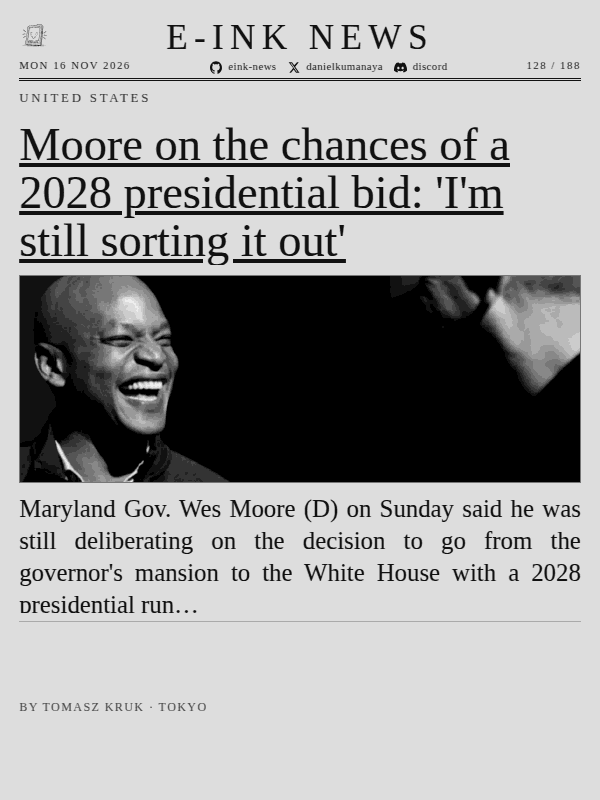 E-INK NEWS
MON 16 NOV 2026
eink-news
danielkumanaya
discord
128 / 188
UNITED STATES
Moore on the chances of a
2028 presidential bid: 'I'm
still sorting it out'
Maryland Gov. Wes Moore (D) on Sunday said he was
still deliberating on the decision to go from the
governor's mansion to the White House with a 2028
presidential run…
BY TOMASZ KRUK · TOKYO